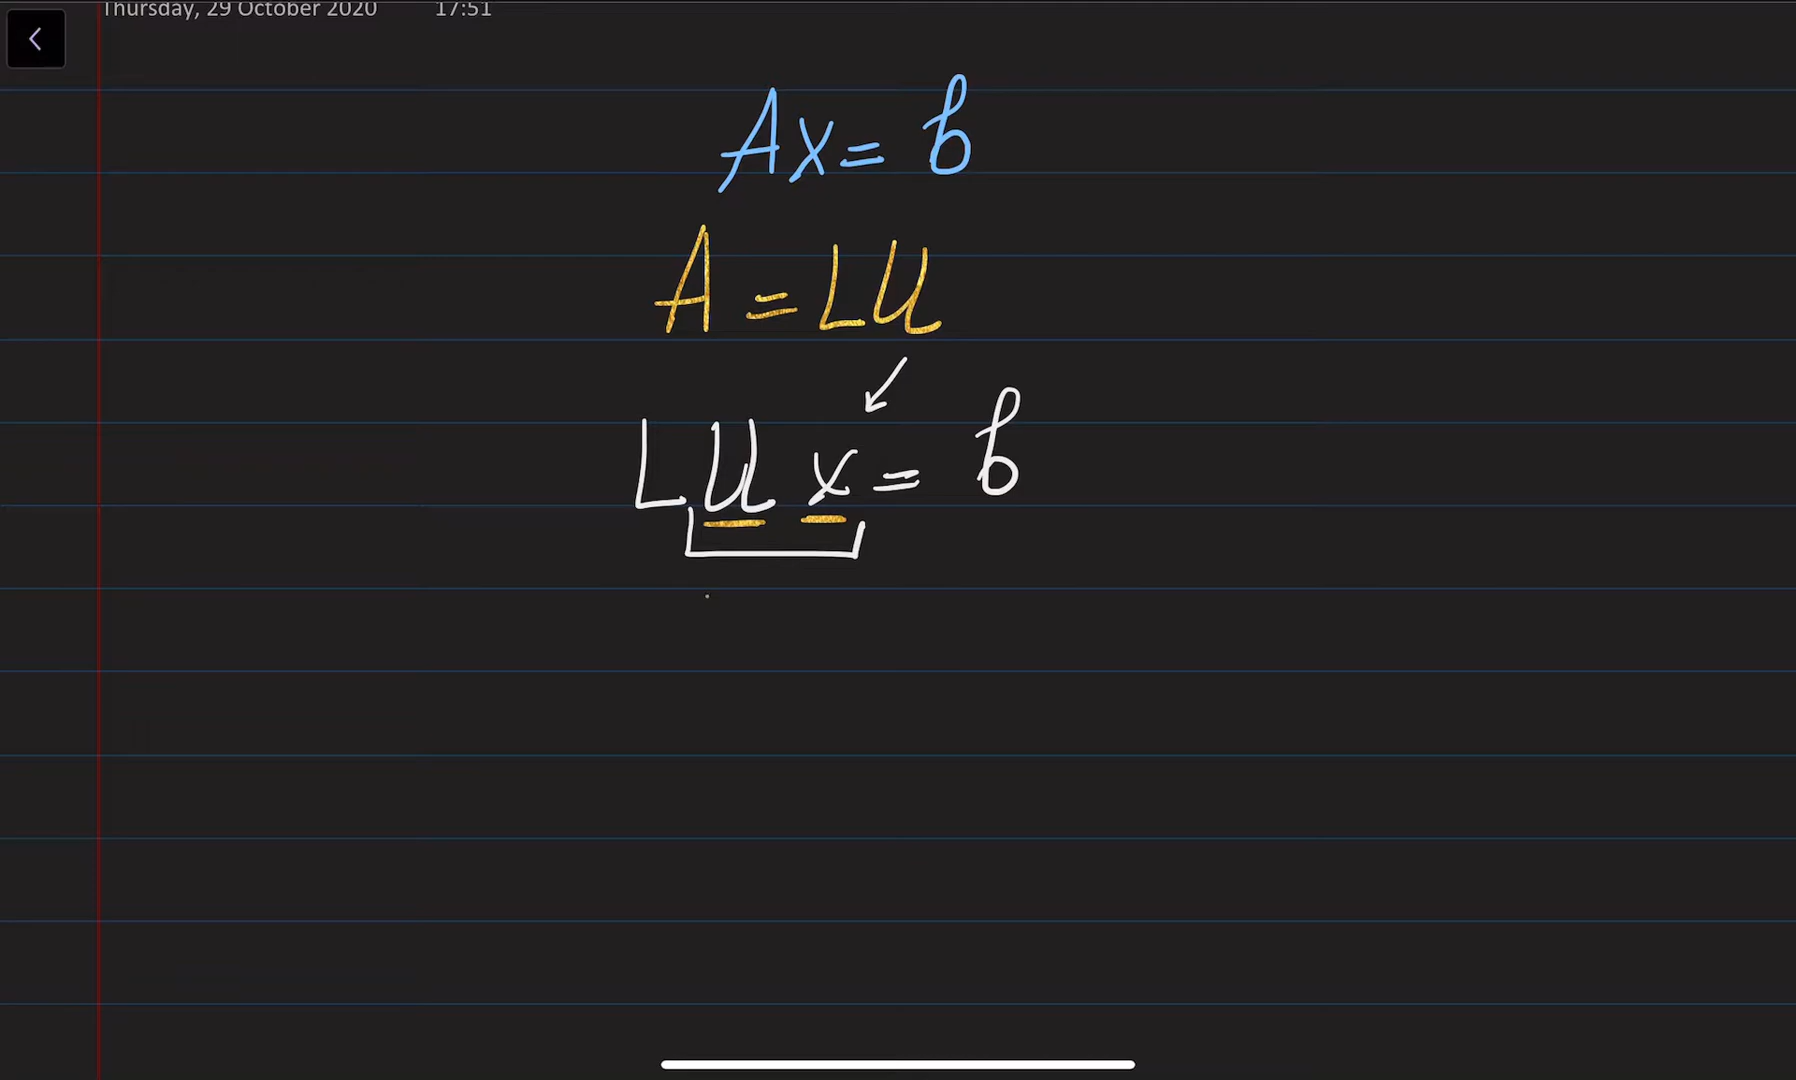 Thursday, 29 October 2020 17:51
Ax = b
A = LU
LUx = b